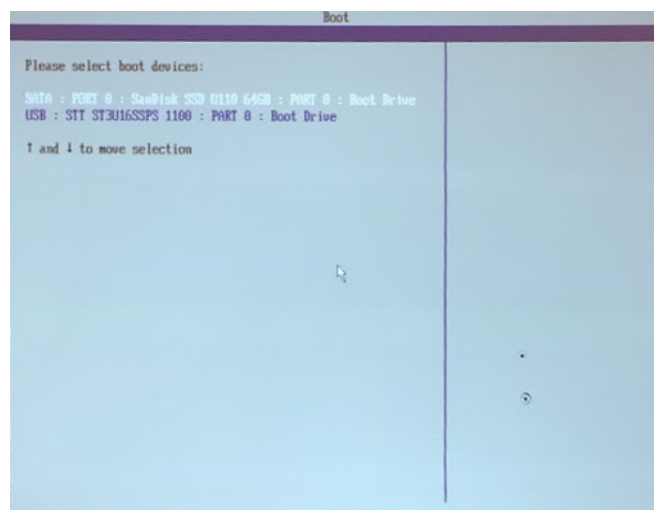 Boot
Please select boot devices:
SATA : PORT 0 : SanDisk SSD U110 64GB : PART 0 : Boot Drive
USB : STT ST3U16SSPS 1100 : PART 0 : Boot Drive
↑ and ↓ to move selection